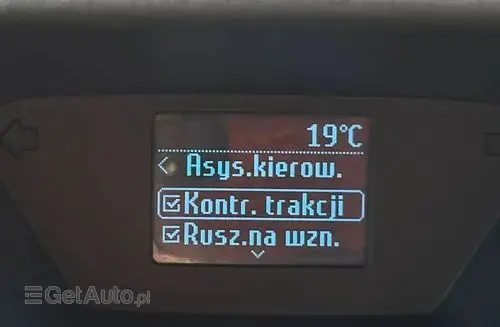 19°C
Asys.kierow.
Kontr. trakcji
Rusz.na wzn.
GetAuto.pl